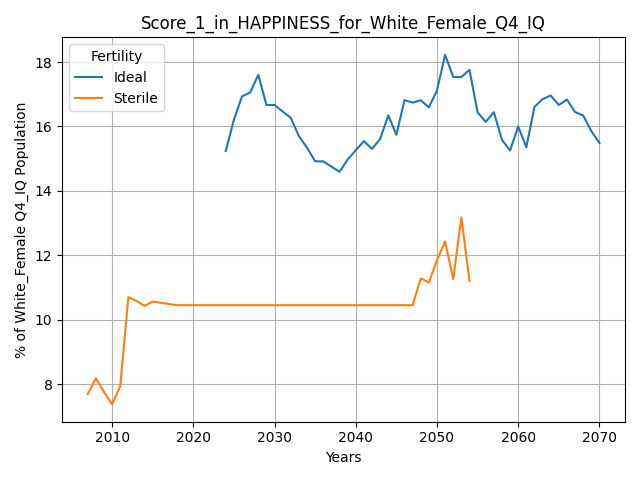 Score_1_in_HAPPINESS_for_White_Female_Q4_IQ
Fertility
Ideal
Sterile
% of White_Female Q4_IQ Population
18
16
14
12
10
8
2010 2020 2030 2040 2050 2060 2070
Years